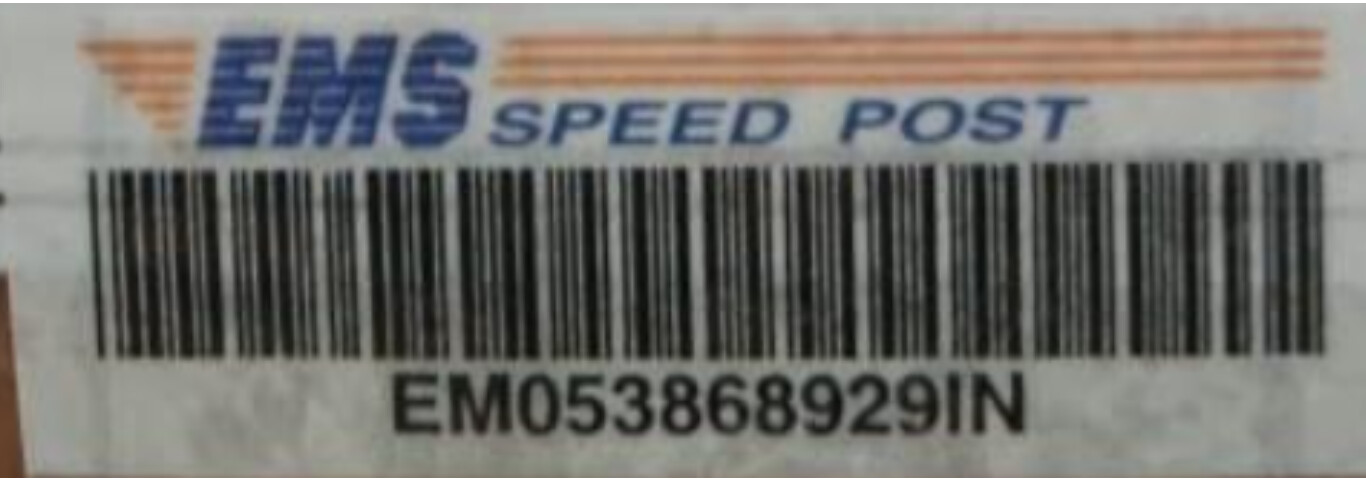 EMS SPEED POST
EM053868929IN